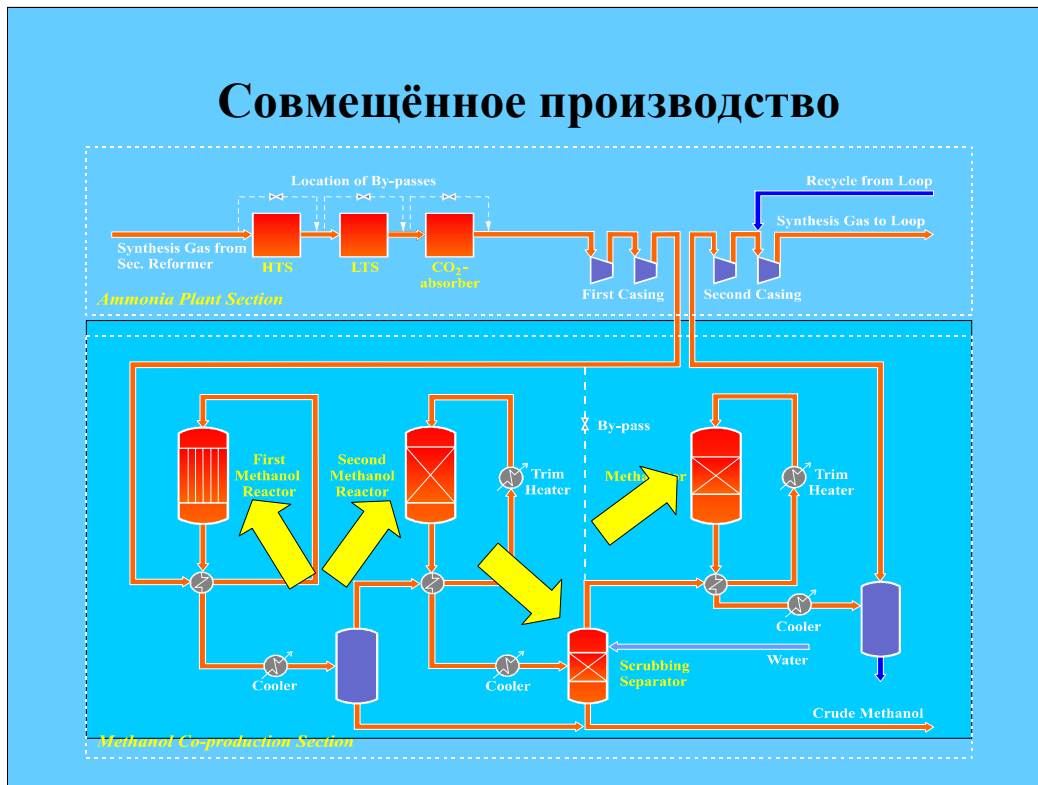 Совмещённое производство
Location of By-passes
Recycle from Loop
Synthesis Gas to Loop
Synthesis Gas from
Sec. Reformer
HTS
LTS
CO₂-
absorber
First Casing
Second Casing
Ammonia Plant Section
By-pass
First
Methanol
Reactor
Second
Methanol
Reactor
Trim
Heater
Trim
Heater
Cooler
Cooler
Cooler
Water
Scrubbing
Separator
Crude Methanol
Methanol Co-production Section